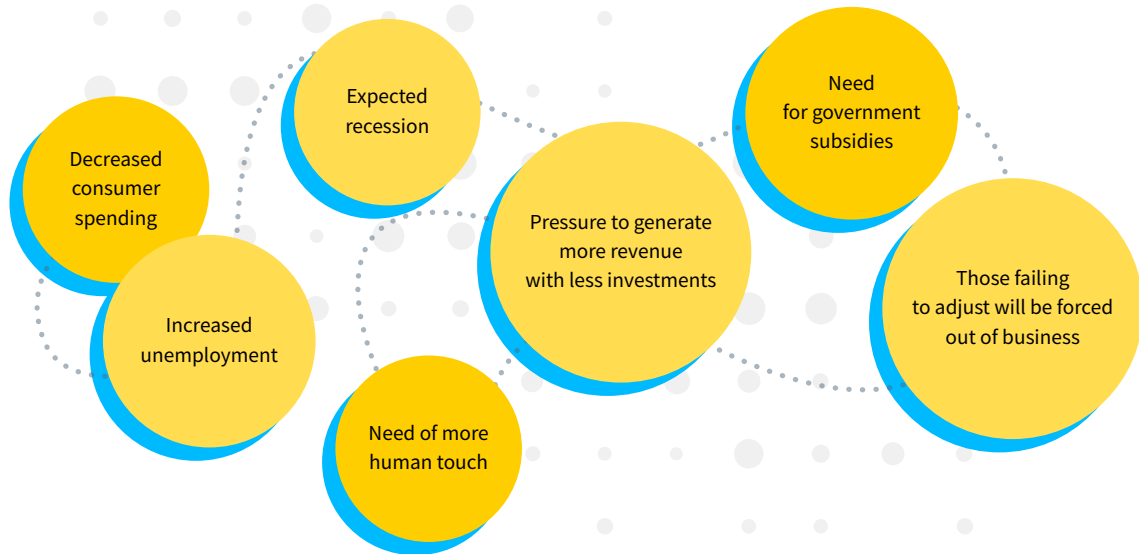 Decreased
consumer
spending
Increased
unemployment
Expected
recession
Need of more
human touch
Pressure to generate
more revenue
with less investments
Need
for government
subsidies
Those failing
to adjust will be forced
out of business